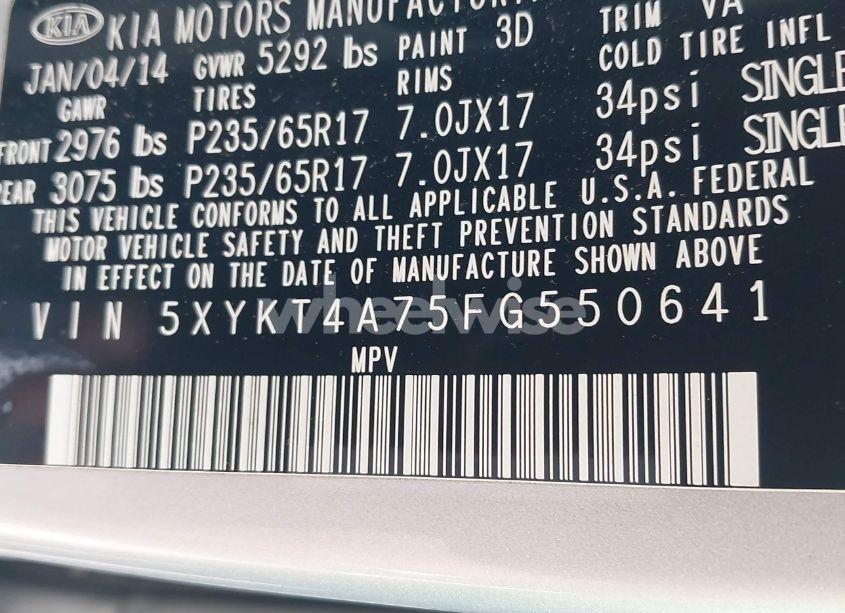 KIA KIA MOTORS MANUFACTUR
JAN/04/14 GVWR 5292 lbs PAINT 3D TRIM VA
GAWR TIRES RIMS COLD TIRE INFL
FRONT 2976 lbs P235/65R17 7.0JX17 34psi SINGLE
REAR 3075 lbs P235/65R17 7.0JX17 34psi SINGLE
THIS VEHICLE CONFORMS TO ALL APPLICABLE U.S.A. FEDERAL
MOTOR VEHICLE SAFETY AND THEFT PREVENTION STANDARDS
IN EFFECT ON THE DATE OF MANUFACTURE SHOWN ABOVE
VIN 5XYKT4A75FG550641
wheelwise
MPV